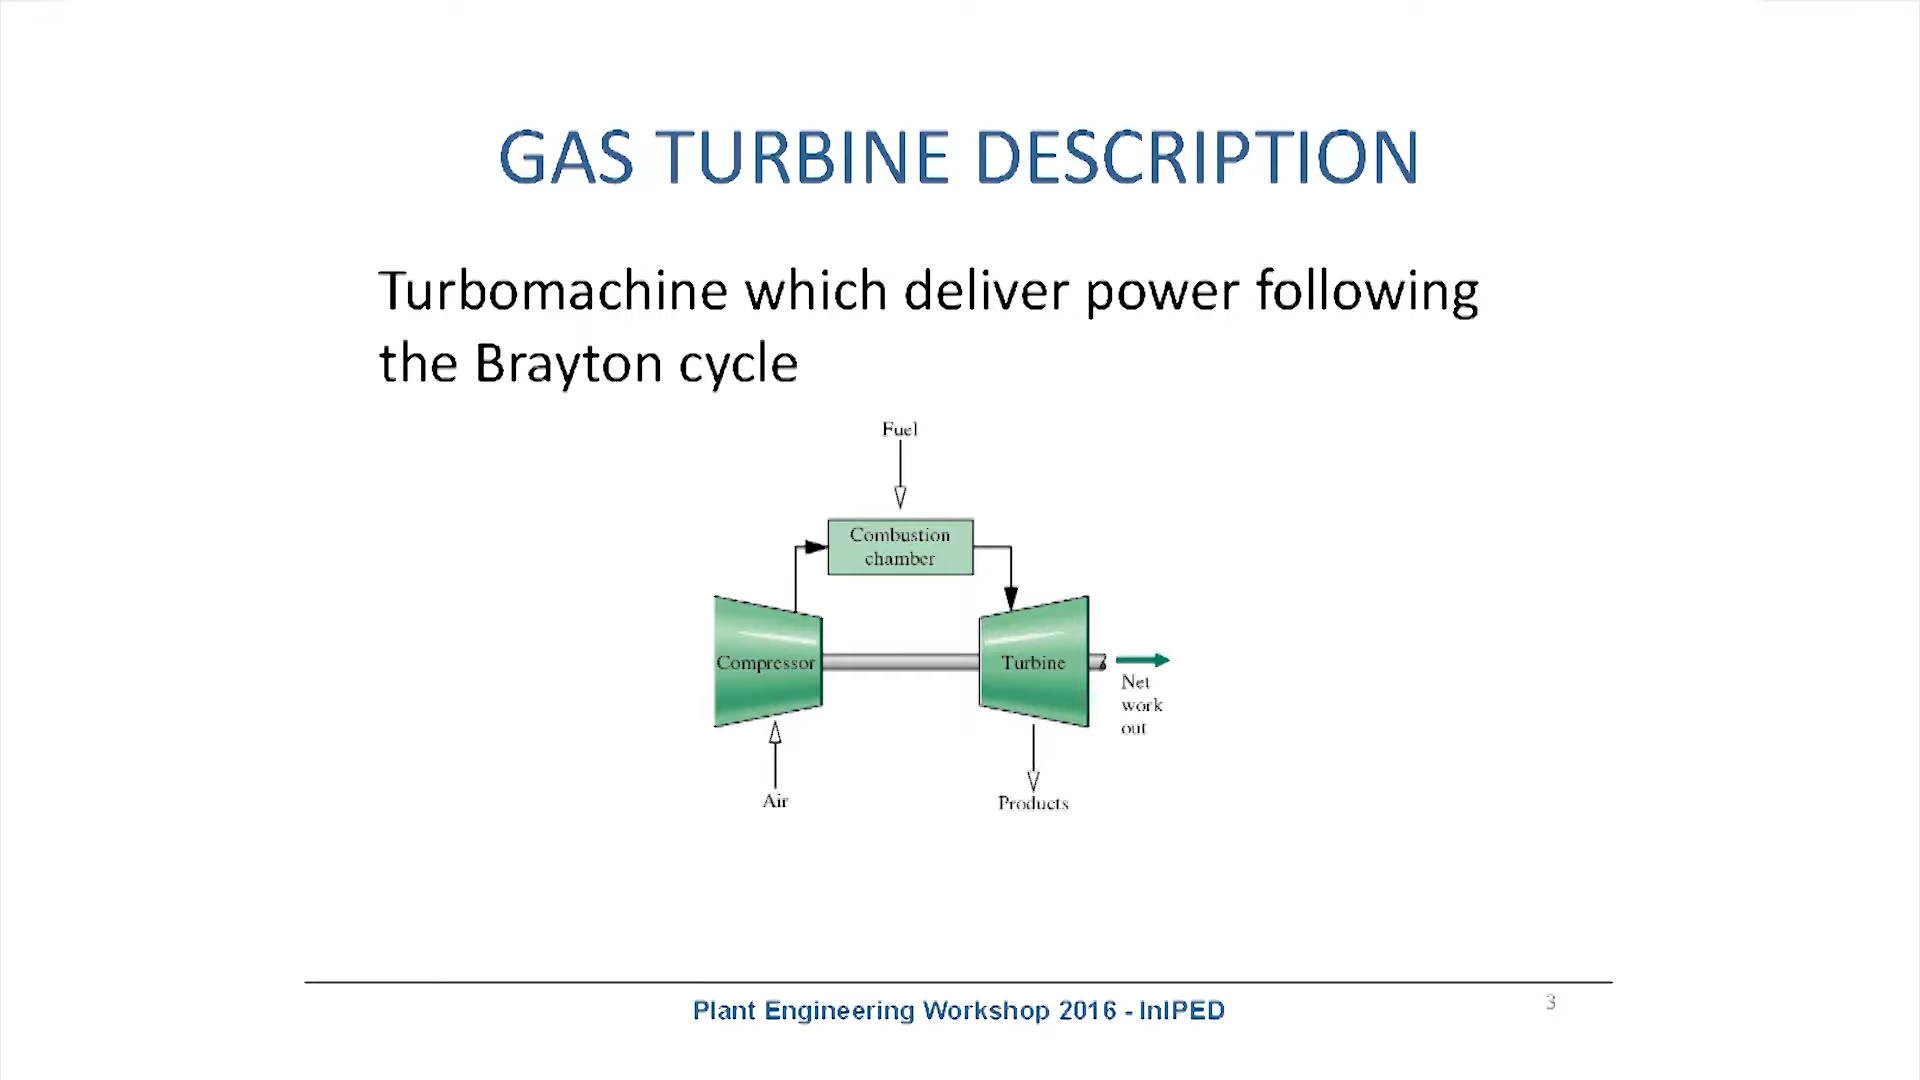 GAS TURBINE DESCRIPTION
Turbomachine which deliver power following
the Brayton cycle
Fuel
Combustion
chamber
Compressor
Turbine
Net
work
out
Air
Products
Plant Engineering Workshop 2016 - InIPED
3